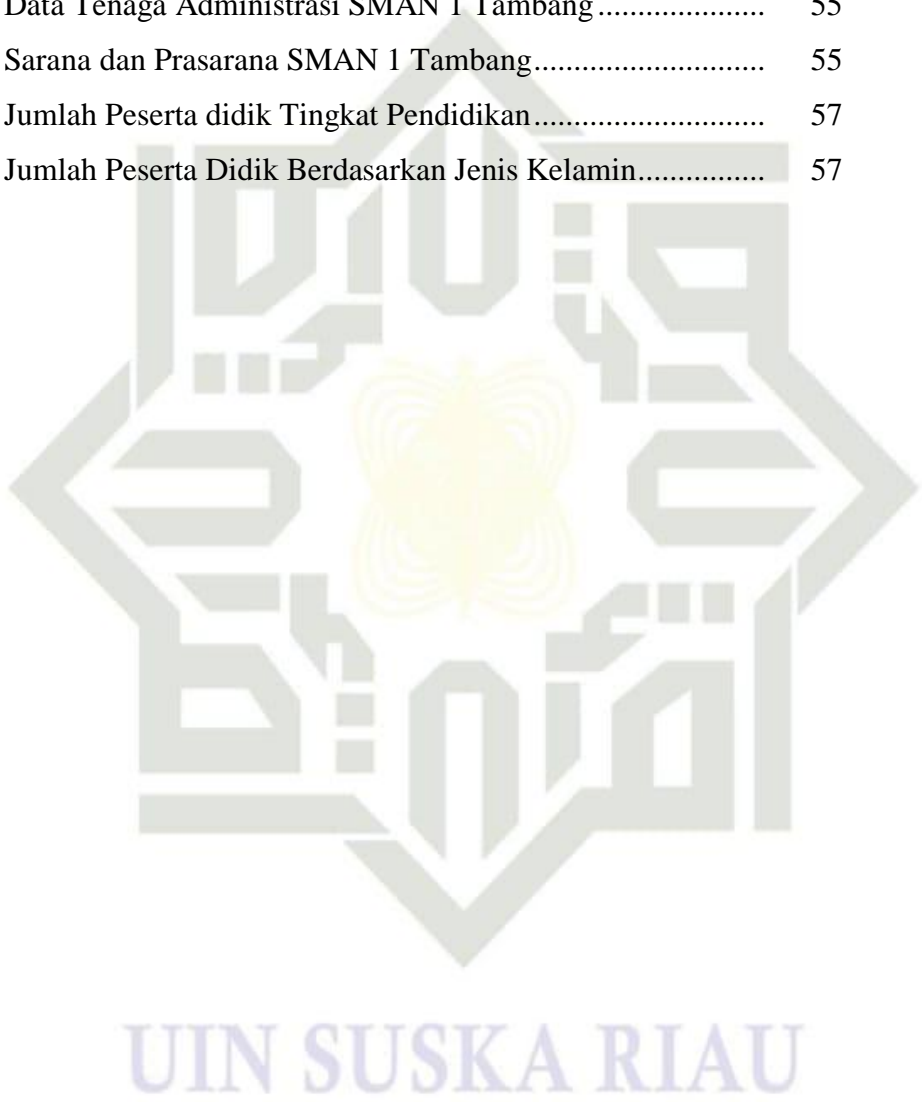 Data Tenaga Administrasi SMAN 1 Tambang..................... 55
Sarana dan Prasarana SMAN 1 Tambang......................... 55
Jumlah Peserta didik Tingkat Pendidikan......................... 57
Jumlah Peserta Didik Berdasarkan Jenis Kelamin................ 57
UIN SUSKA RIAU